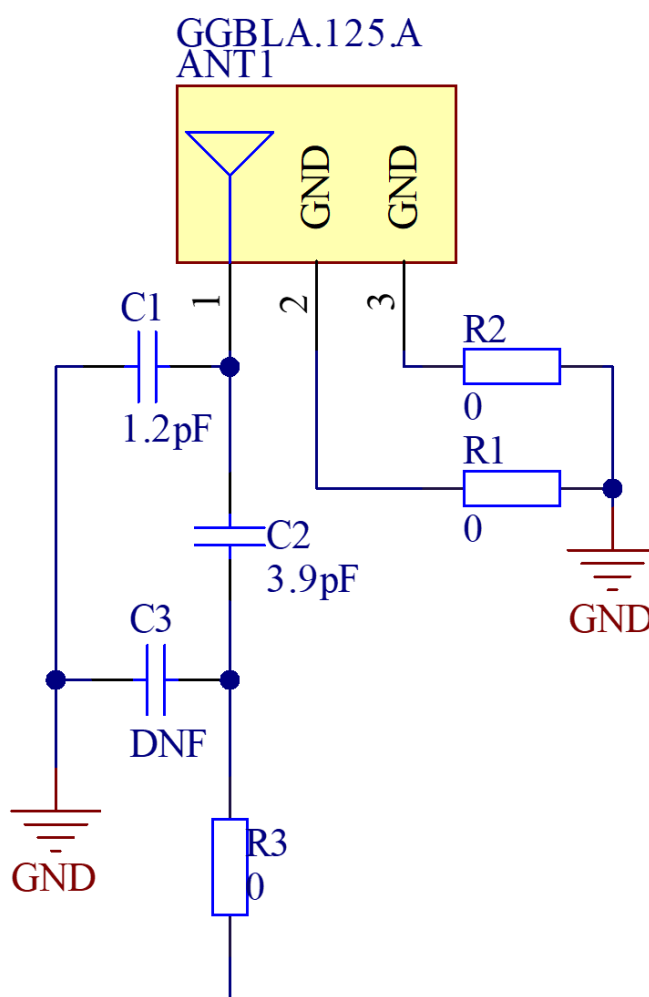 GGBLA.125.A
ANT1
GND
GND
1
2
3
C1
1.2pF
R2
0
R1
0
C2
3.9pF
GND
C3
DNF
R3
0
GND